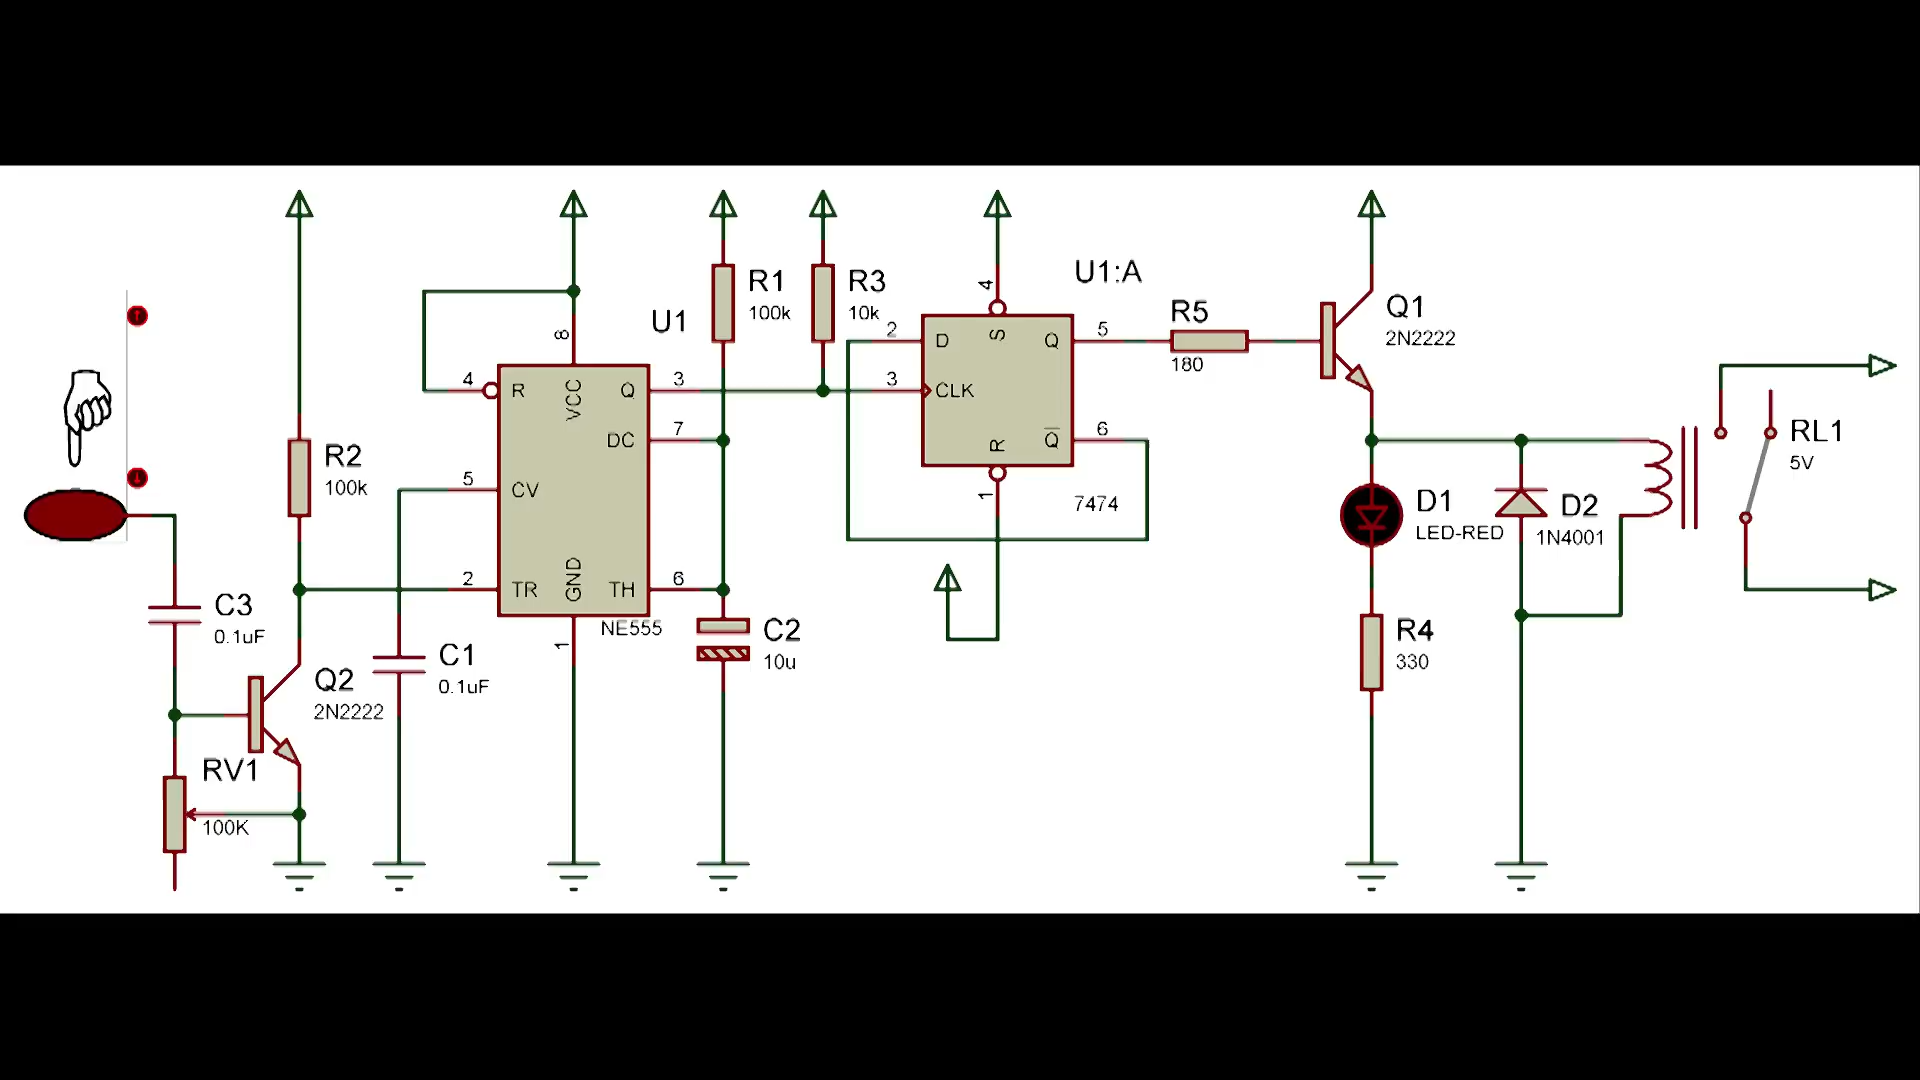 R2
100k
C3
0.1uF
Q2
2N2222
RV1
100K
C1
0.1uF
U1
NE555
4
R
8
VCC
Q
3
DC
7
5
CV
2
TR
GND
TH
6
1
R1
100k
R3
10k
C2
10u
U1:A
7474
4
S
2
D
Q
5
3
CLK
R
Q
6
1
R5
180
Q1
2N2222
D1
LED-RED
D2
1N4001
R4
330
RL1
5V